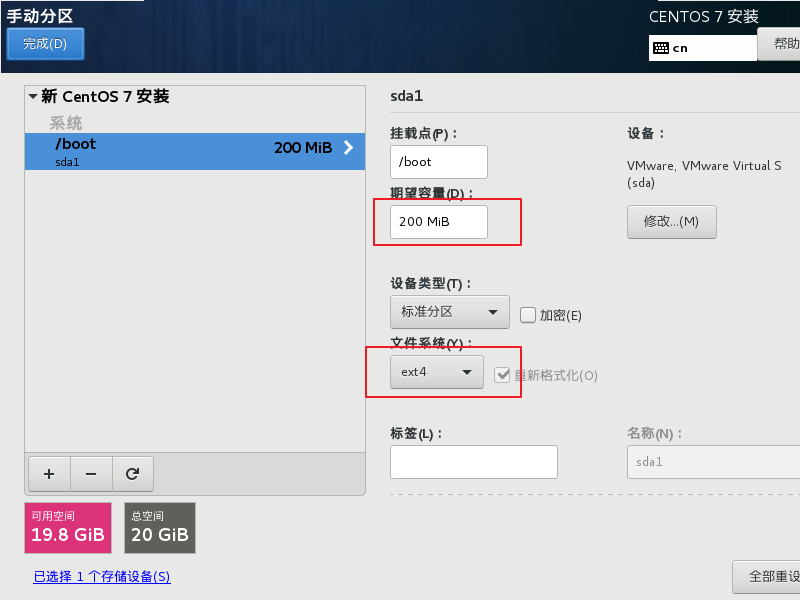 手动分区
CENTOS 7 安装
完成(D)
cn
帮助
新 CentOS 7 安装
系统
/boot
200 MiB
sda1
sda1
挂载点(P)：
设备：
/boot
VMware, VMware Virtual S
(sda)
期望容量(D)：
200 MiB
修改...(M)
设备类型(T)：
标准分区
加密(E)
文件系统(Y)：
ext4
重新格式化(O)
标签(L)：
名称(N)：
sda1
可用空间
19.8 GiB
总空间
20 GiB
已选择 1 个存储设备(S)
全部重设